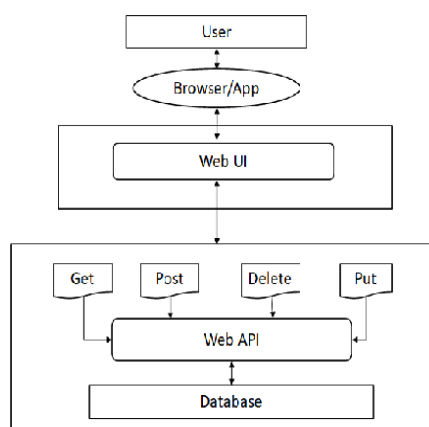 User
Browser/App
Web UI
Get
Post
Delete
Put
Web API
Database